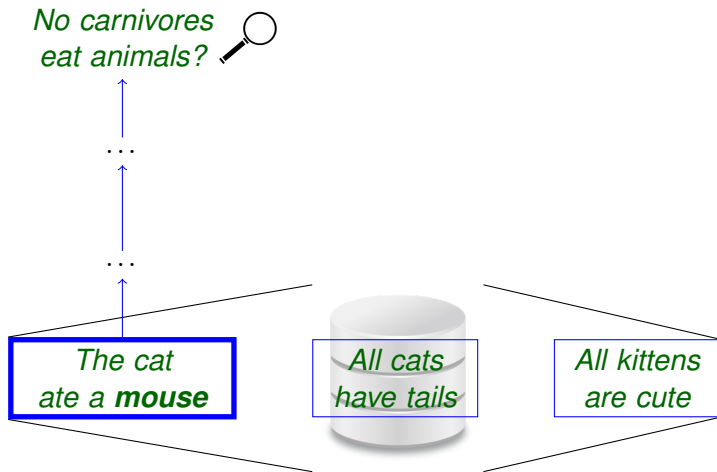 No carnivores
eat animals?
...
...
The cat
ate a mouse
All cats
have tails
All kittens
are cute